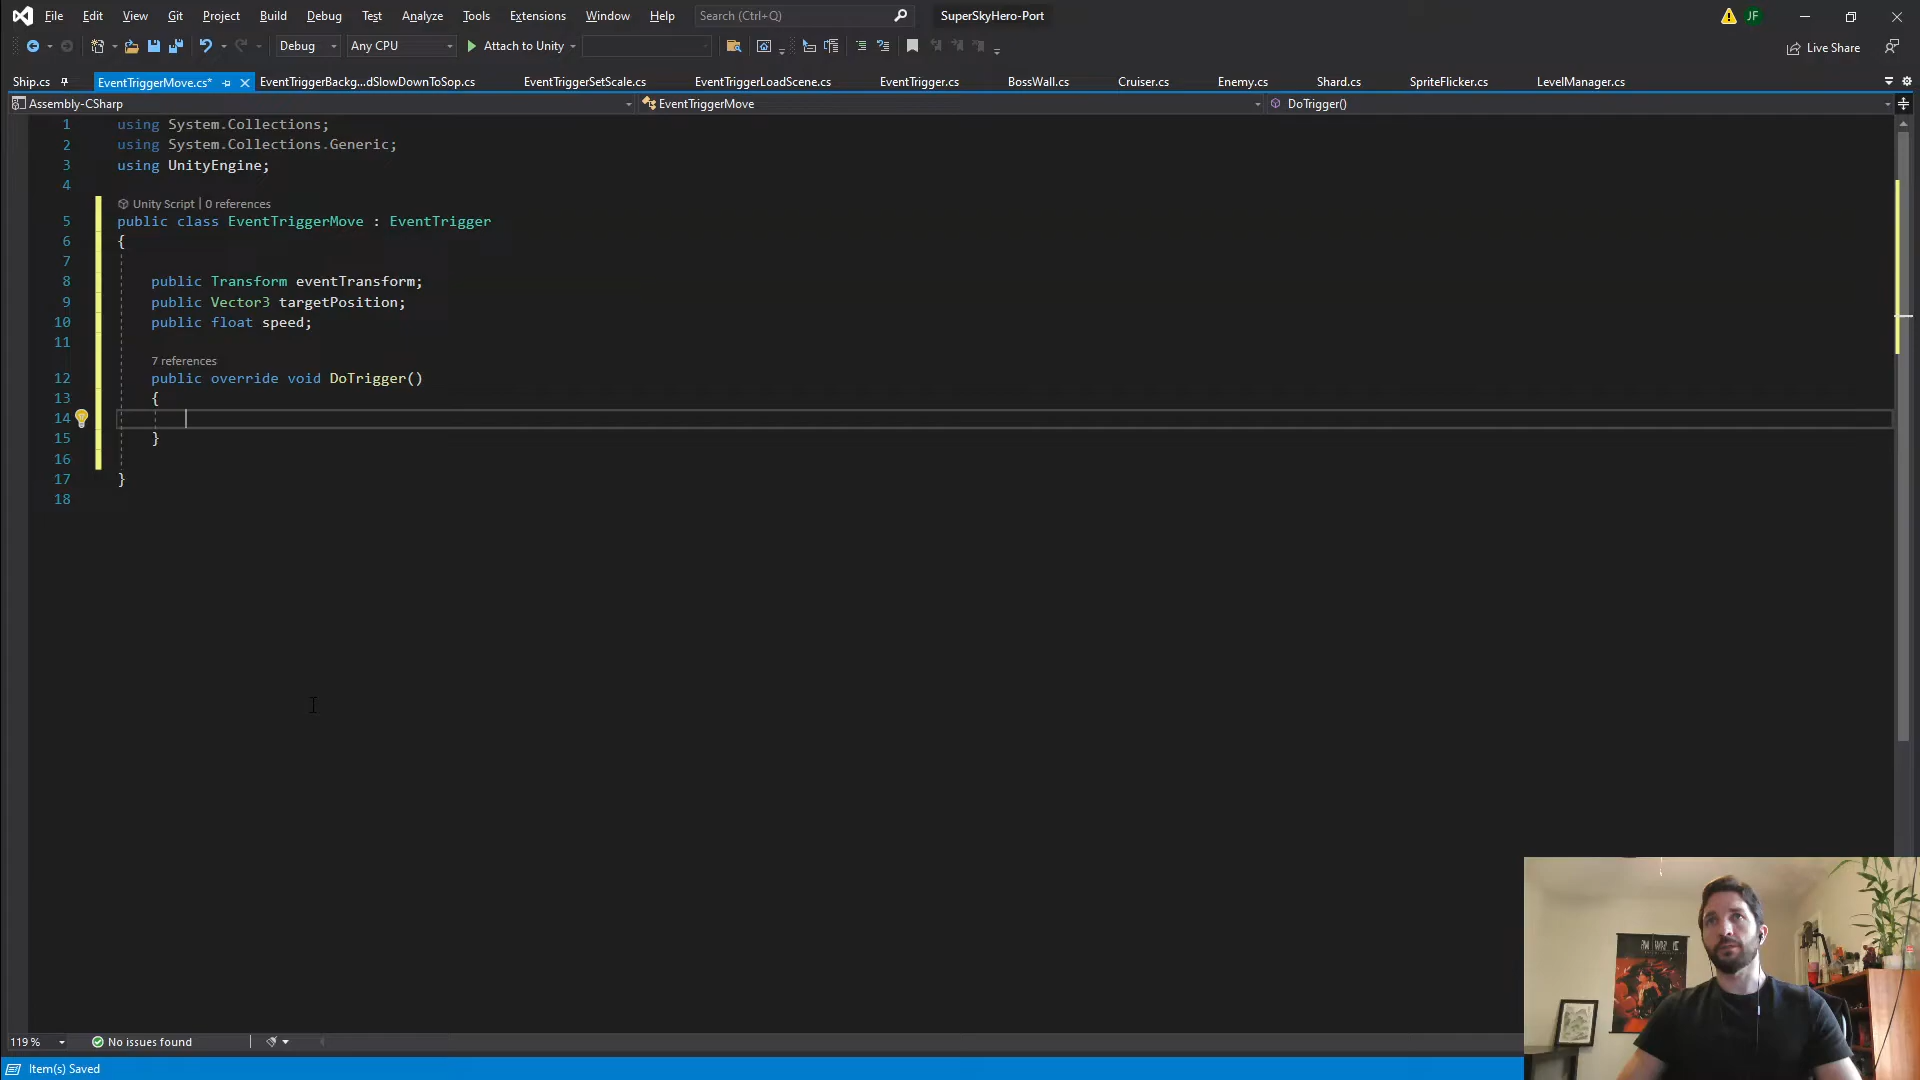 File Edit View Git Project Build Debug Test Analyze Tools Extensions Window Help Search (Ctrl+Q) SuperSkyHero-Port JF
Debug Any CPU Attach to Unity Live Share
Ship.cs EventTriggerMove.cs* EventTriggerBackg...dSlowDownToSop.cs EventTriggerSetScale.cs EventTriggerLoadScene.cs EventTrigger.cs BossWall.cs Cruiser.cs Enemy.cs Shard.cs SpriteFlicker.cs LevelManager.cs
Assembly-CSharp EventTriggerMove DoTrigger()
1 using System.Collections;
2 using System.Collections.Generic;
3 using UnityEngine;
4
Unity Script | 0 references
5 public class EventTriggerMove : EventTrigger
6 {
7
8 public Transform eventTransform;
9 public Vector3 targetPosition;
10 public float speed;
11
7 references
12 public override void DoTrigger()
13 {
14
15 }
16
17 }
18
119 % No issues found
Item(s) Saved